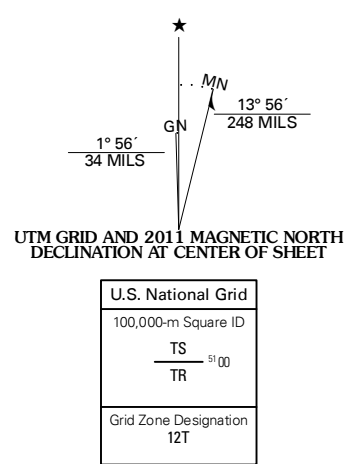 MN
GN
13° 56´
248 MILS
1° 56´
34 MILS
UTM GRID AND 2011 MAGNETIC NORTH
DECLINATION AT CENTER OF SHEET
U.S. National Grid
100,000-m Square ID
TS
5100
TR
Grid Zone Designation
12T